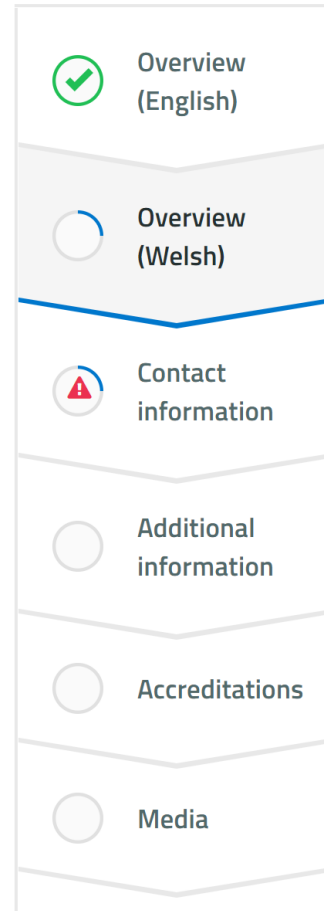 Overview
(English)
Overview
(Welsh)
Contact
information
Additional
information
Accreditations
Media